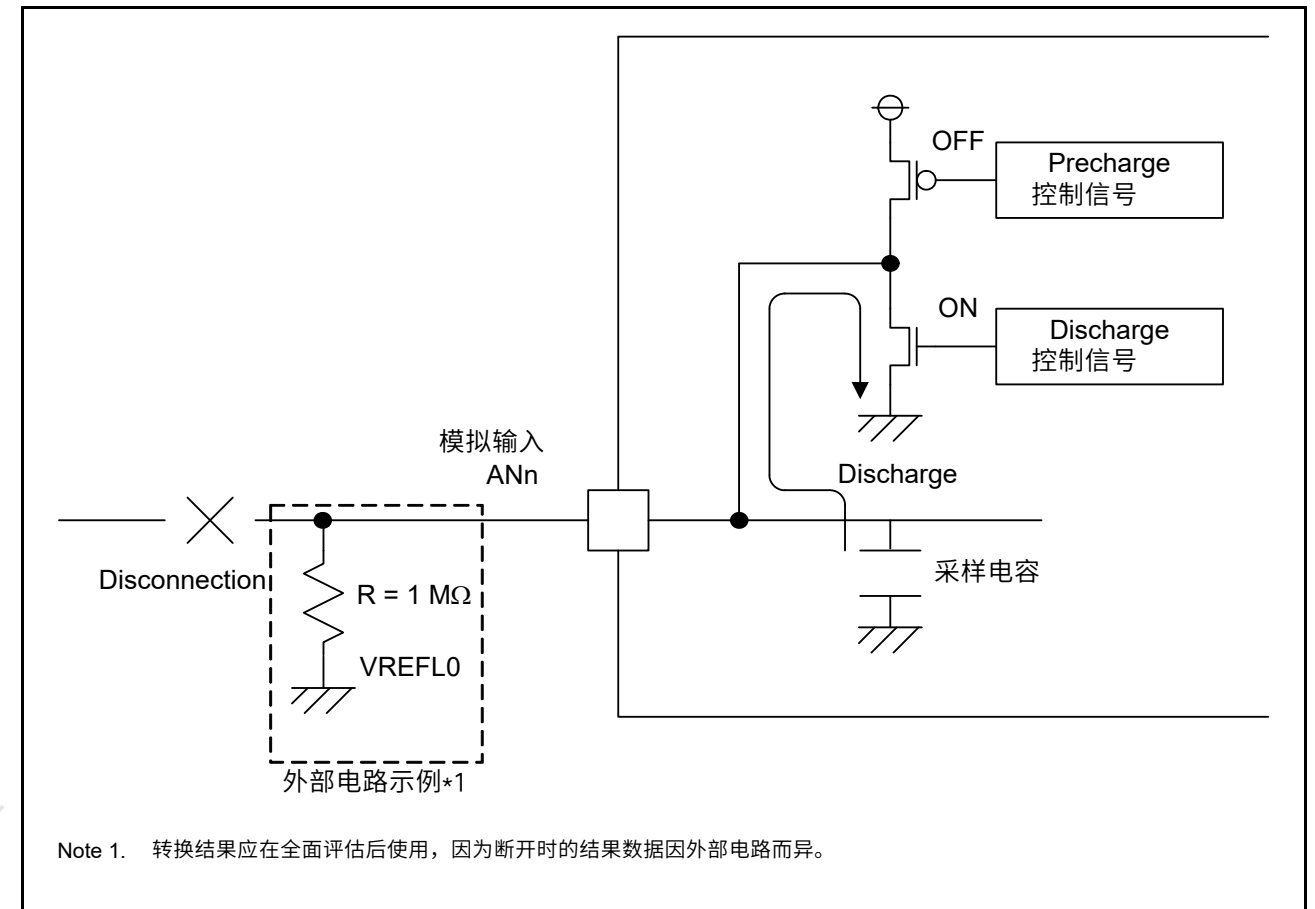 OFF
Precharge
控制信号
ON
Discharge
控制信号
模拟输入
ANn
Discharge
Disconnection
R = 1 MΩ
采样电容
VREFL0
外部电路示例*1
Note 1. 转换结果应在全面评估后使用，因为断开时的结果数据因外部电路而异。